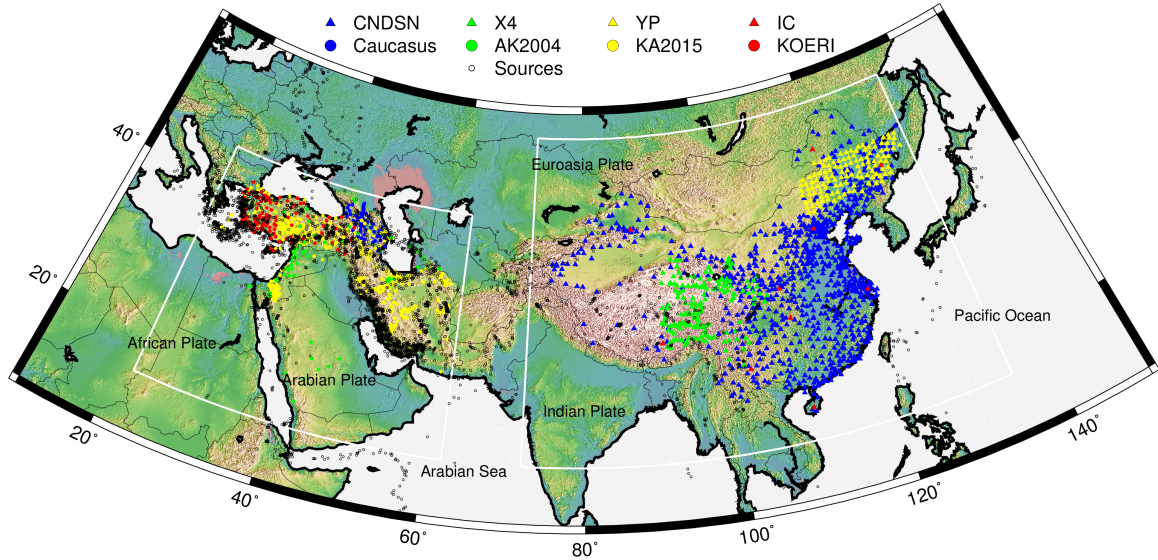 CNDSN X4 YP IC
Caucasus AK2004 KA2015 KOERI
Sources
40°
Euroasia Plate
20°
Pacific Ocean
African Plate
Arabian Plate
Indian Plate
20°
140°
Arabian Sea
40°
120°
60°
100°
80°